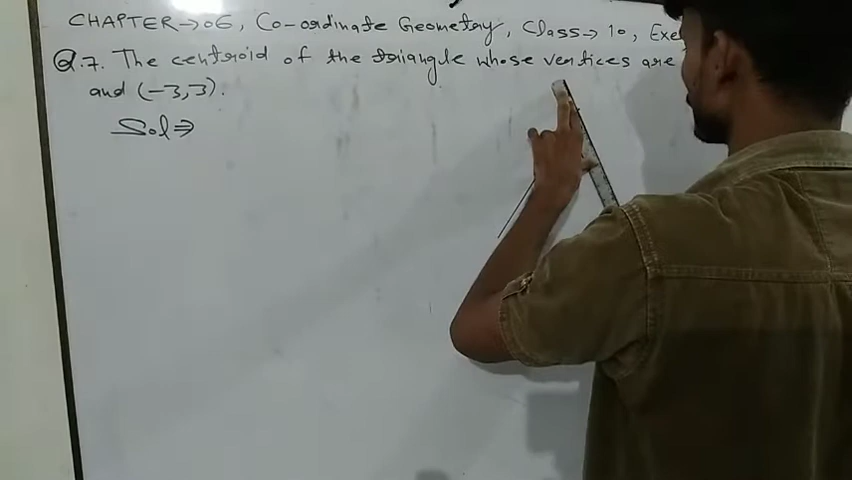 CHAPTER→06, Co-ordinate Geometry, Class→10, Exe
Q.7. The centroid of the triangle whose vertices are
and (-3,3).
Sol⇒